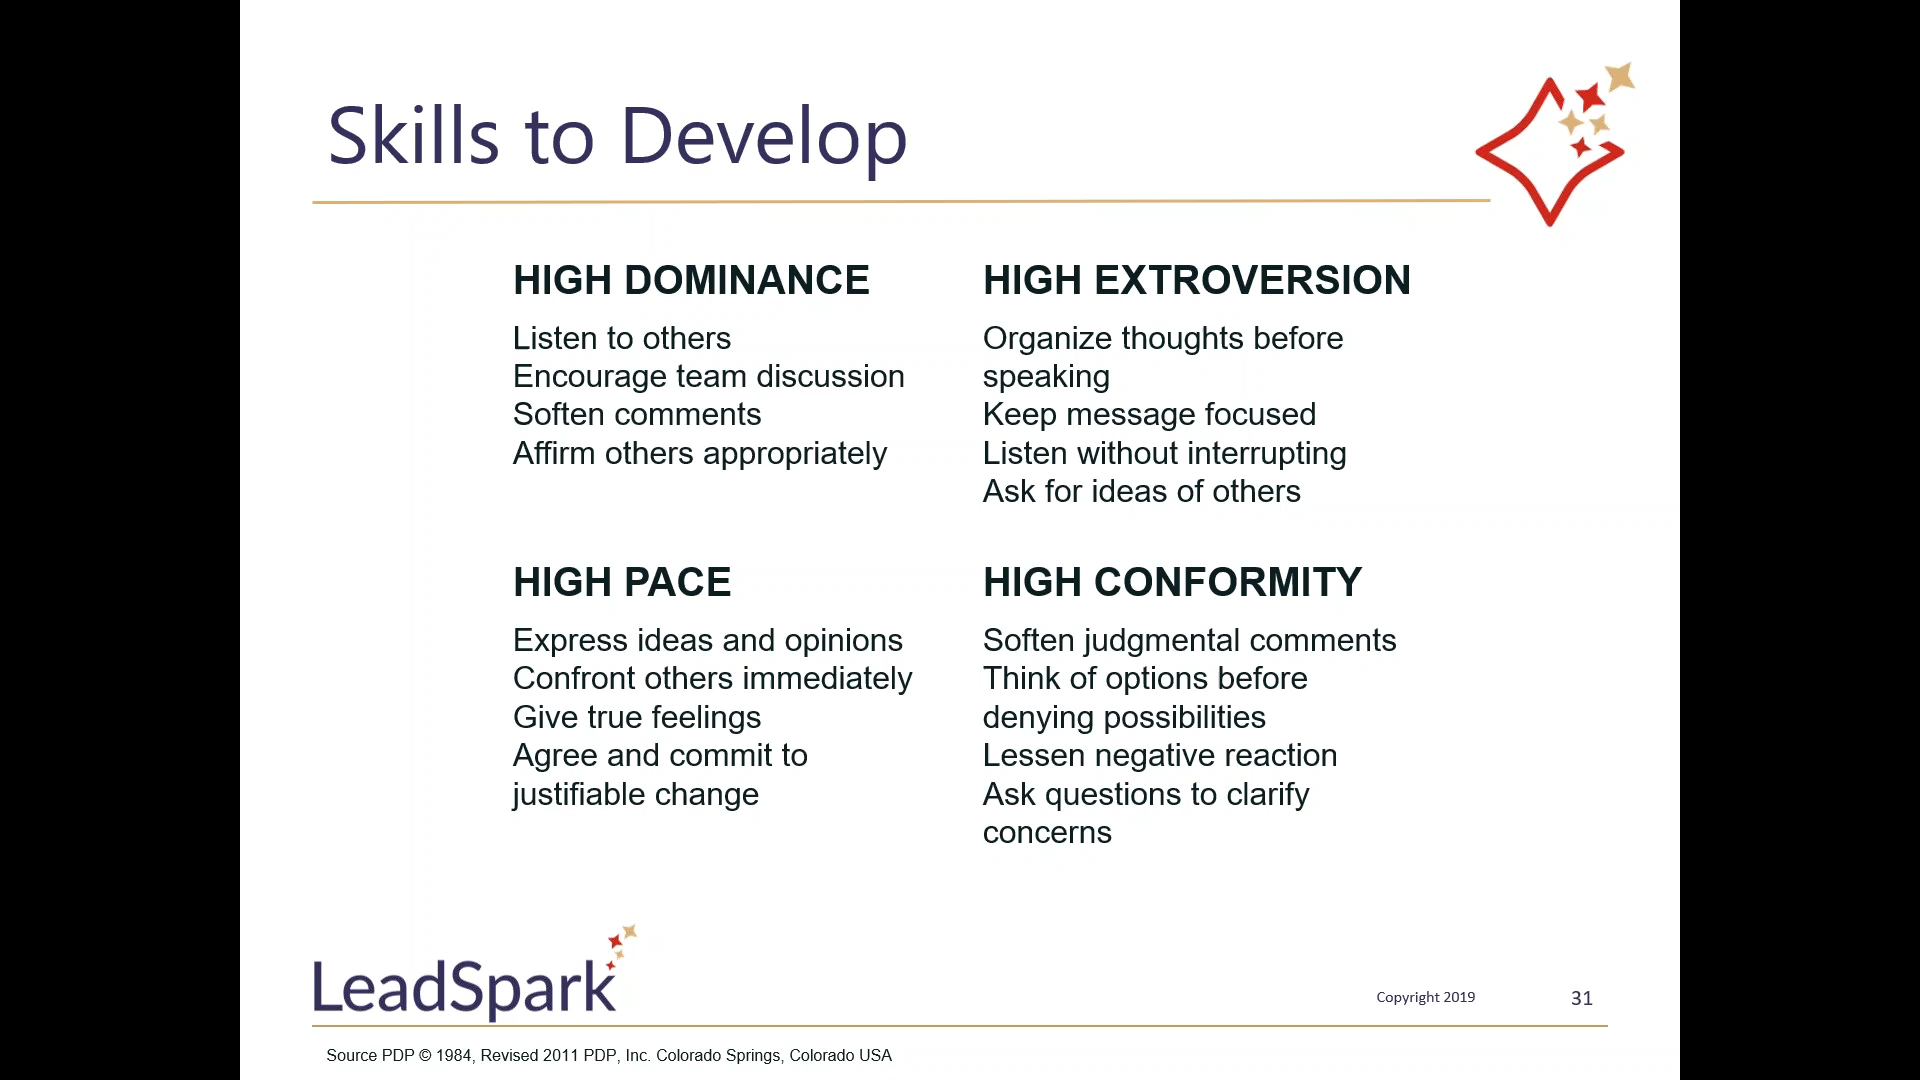 Skills to Develop
HIGH DOMINANCE
Listen to others
Encourage team discussion
Soften comments
Affirm others appropriately
HIGH EXTROVERSION
Organize thoughts before
speaking
Keep message focused
Listen without interrupting
Ask for ideas of others
HIGH PACE
Express ideas and opinions
Confront others immediately
Give true feelings
Agree and commit to
justifiable change
HIGH CONFORMITY
Soften judgmental comments
Think of options before
denying possibilities
Lessen negative reaction
Ask questions to clarify
concerns
LeadSpark
Copyright 2019
31
Source PDP © 1984, Revised 2011 PDP, Inc. Colorado Springs, Colorado USA